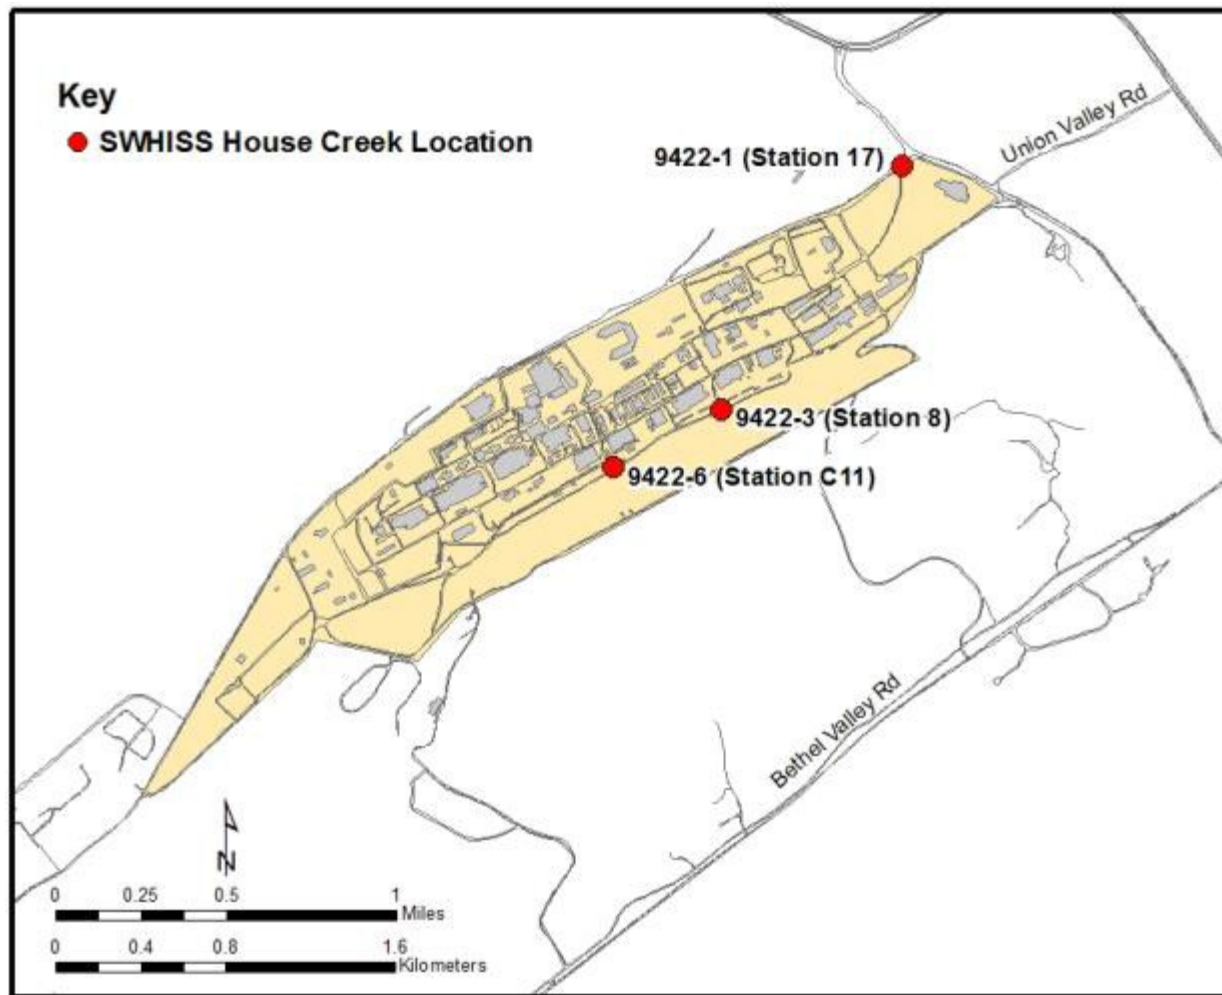 Key
SWHISS House Creek Location
Union Valley Rd
9422-1 (Station 17)
9422-3 (Station 8)
9422-6 (Station C11)
Bethel Valley Rd
N
0 0.25 0.5 1
Miles
0 0.4 0.8 1.6
Kilometers